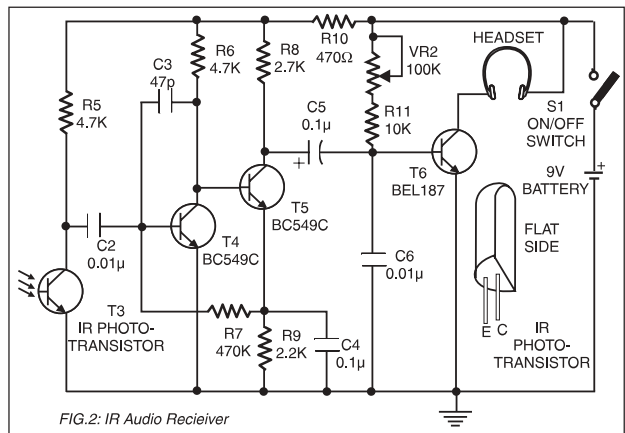 R10
470Ω
HEADSET
R6
4.7K
R8
2.7K
VR2
100K
C3
47p
R5
4.7K
C5
0.1µ
+
R11
10K
S1
ON/OFF
SWITCH
T6
BEL187
9V
BATTERY
+
T5
BC549C
T4
BC549C
C2
0.01µ
C6
0.01µ
FLAT
SIDE
T3
IR PHOTO-
TRANSISTOR
R7
470K
R9
2.2K
C4
0.1µ
E C
IR
PHOTO-
TRANSISTOR
FIG.2: IR Audio Recieiver